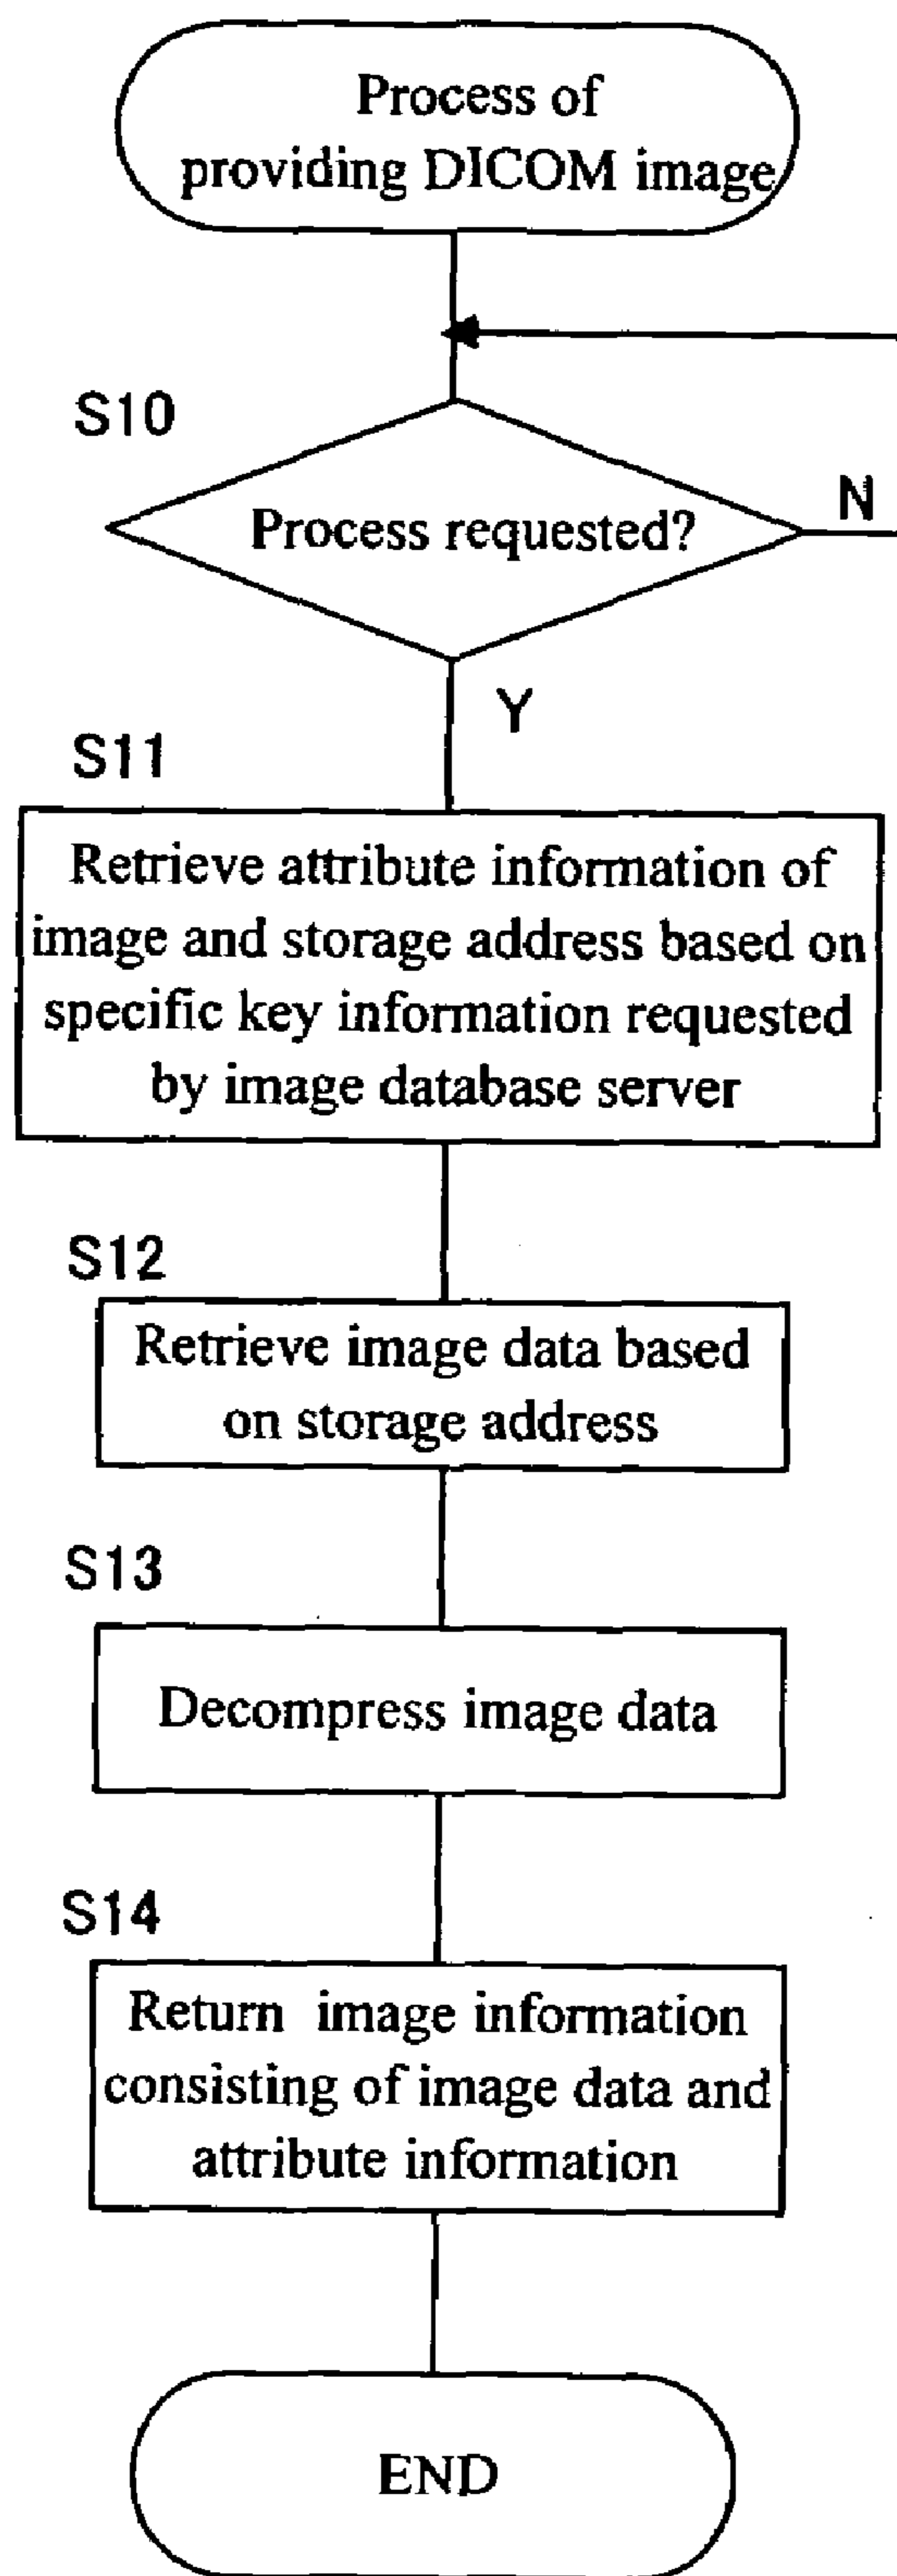 Process of
providing DICOM image
S10
Process requested?
N
Y
S11
Retrieve attribute information of
image and storage address based on
specific key information requested
by image database server
S12
Retrieve image data based
on storage address
S13
Decompress image data
S14
Return image information
consisting of image data and
attribute information
END